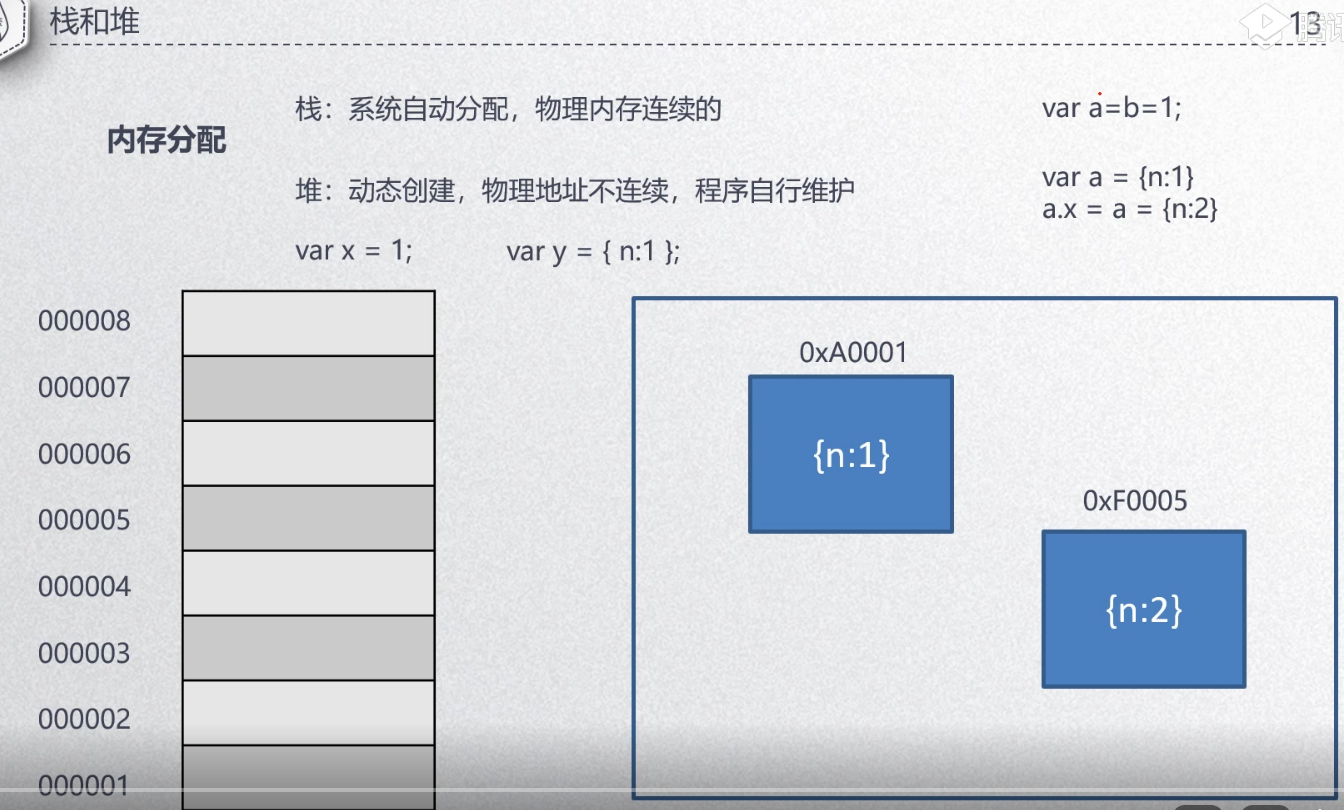 栈和堆
13
内存分配
栈：系统自动分配，物理内存连续的
堆：动态创建，物理地址不连续，程序自行维护
var x = 1;
var y = { n:1 };
var a=b=1;
var a = {n:1}
a.x = a = {n:2}
000008
000007
000006
000005
000004
000003
000002
000001
0xA0001
{n:1}
0xF0005
{n:2}